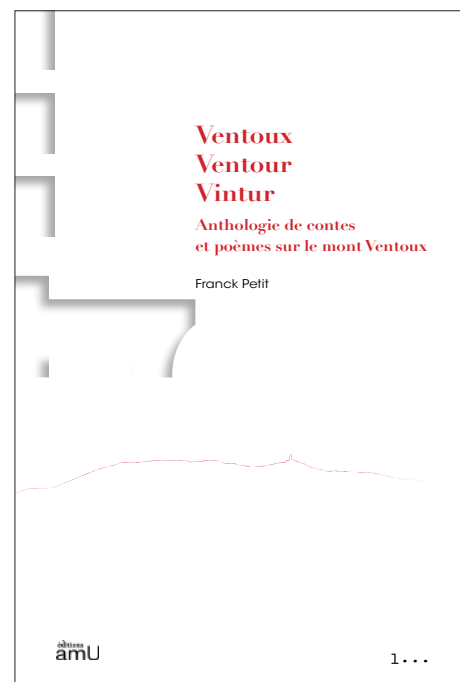 Ventoux
Ventour
Vintur
Anthologie de contes
et poèmes sur le mont Ventoux
Franck Petit
éditions
amU
1...